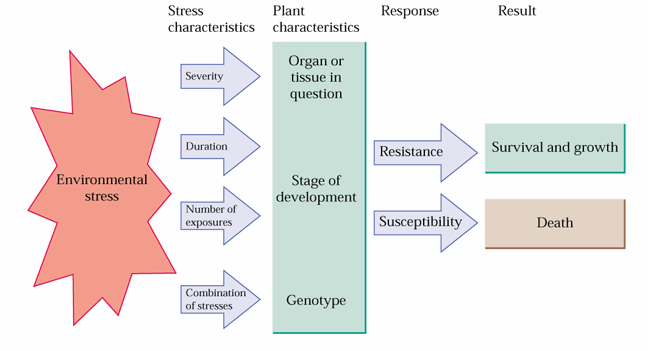 Stress
characteristics
Plant
characteristics
Response
Result
Environmental
stress
Severity
Duration
Number of
exposures
Combination
of stresses
Organ or
tissue in
question
Stage of
development
Genotype
Resistance
Susceptibility
Survival and growth
Death